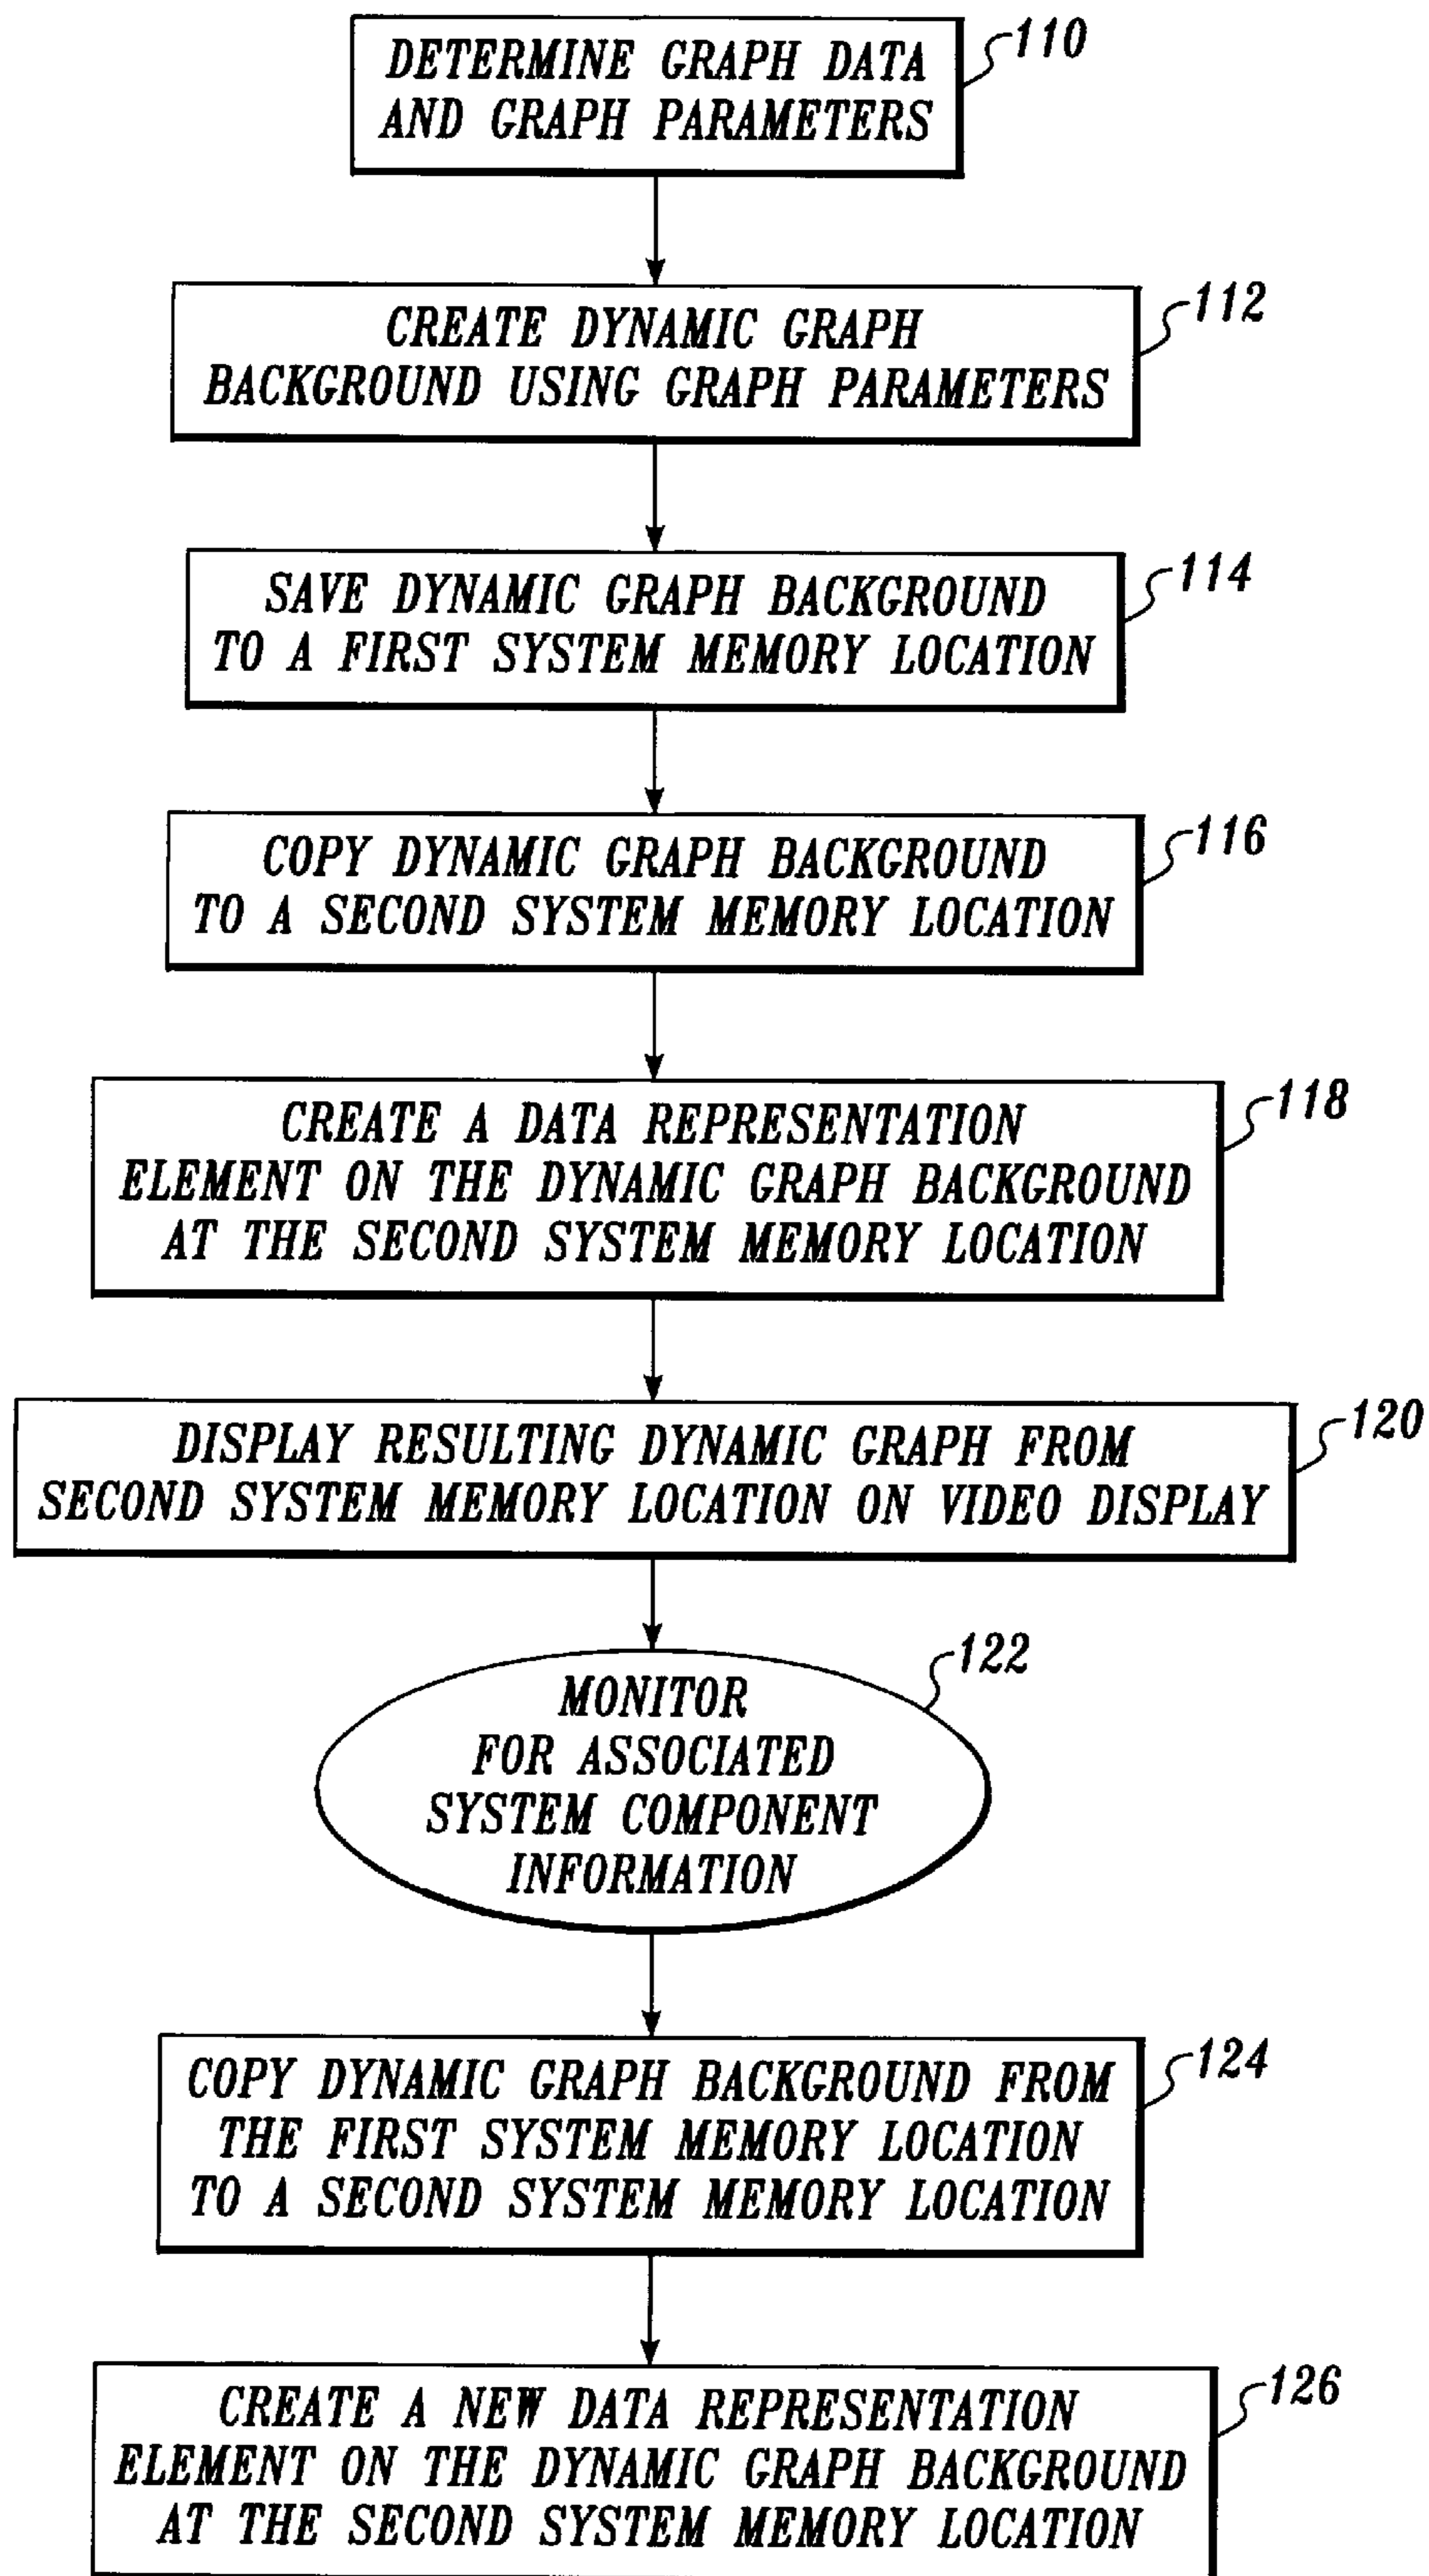 DETERMINE GRAPH DATA
AND GRAPH PARAMETERS
110
CREATE DYNAMIC GRAPH
BACKGROUND USING GRAPH PARAMETERS
112
SAVE DYNAMIC GRAPH BACKGROUND
TO A FIRST SYSTEM MEMORY LOCATION
114
COPY DYNAMIC GRAPH BACKGROUND
TO A SECOND SYSTEM MEMORY LOCATION
116
CREATE A DATA REPRESENTATION
ELEMENT ON THE DYNAMIC GRAPH BACKGROUND
AT THE SECOND SYSTEM MEMORY LOCATION
118
DISPLAY RESULTING DYNAMIC GRAPH FROM
SECOND SYSTEM MEMORY LOCATION ON VIDEO DISPLAY
120
MONITOR
FOR ASSOCIATED
SYSTEM COMPONENT
INFORMATION
122
COPY DYNAMIC GRAPH BACKGROUND FROM
THE FIRST SYSTEM MEMORY LOCATION
TO A SECOND SYSTEM MEMORY LOCATION
124
CREATE A NEW DATA REPRESENTATION
ELEMENT ON THE DYNAMIC GRAPH BACKGROUND
AT THE SECOND SYSTEM MEMORY LOCATION
126